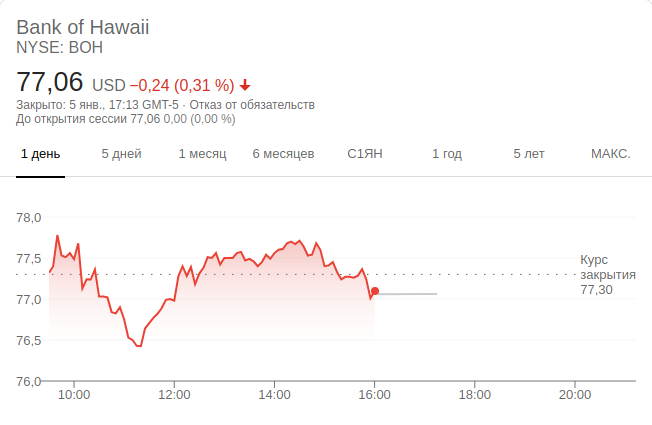 Bank of Hawaii
NYSE: BOH
77,06 USD −0,24 (0,31 %)
Закрыто: 5 янв., 17:13 GMT-5 · Отказ от обязательств
До открытия сессии 77,06 0,00 (0,00 %)
1 день 5 дней 1 месяц 6 месяцев С1ЯН 1 год 5 лет МАКС.
78,0
77,5
Курс
закрытия
77,30
77,0
76,5
76,0
10:00 12:00 14:00 16:00 18:00 20:00